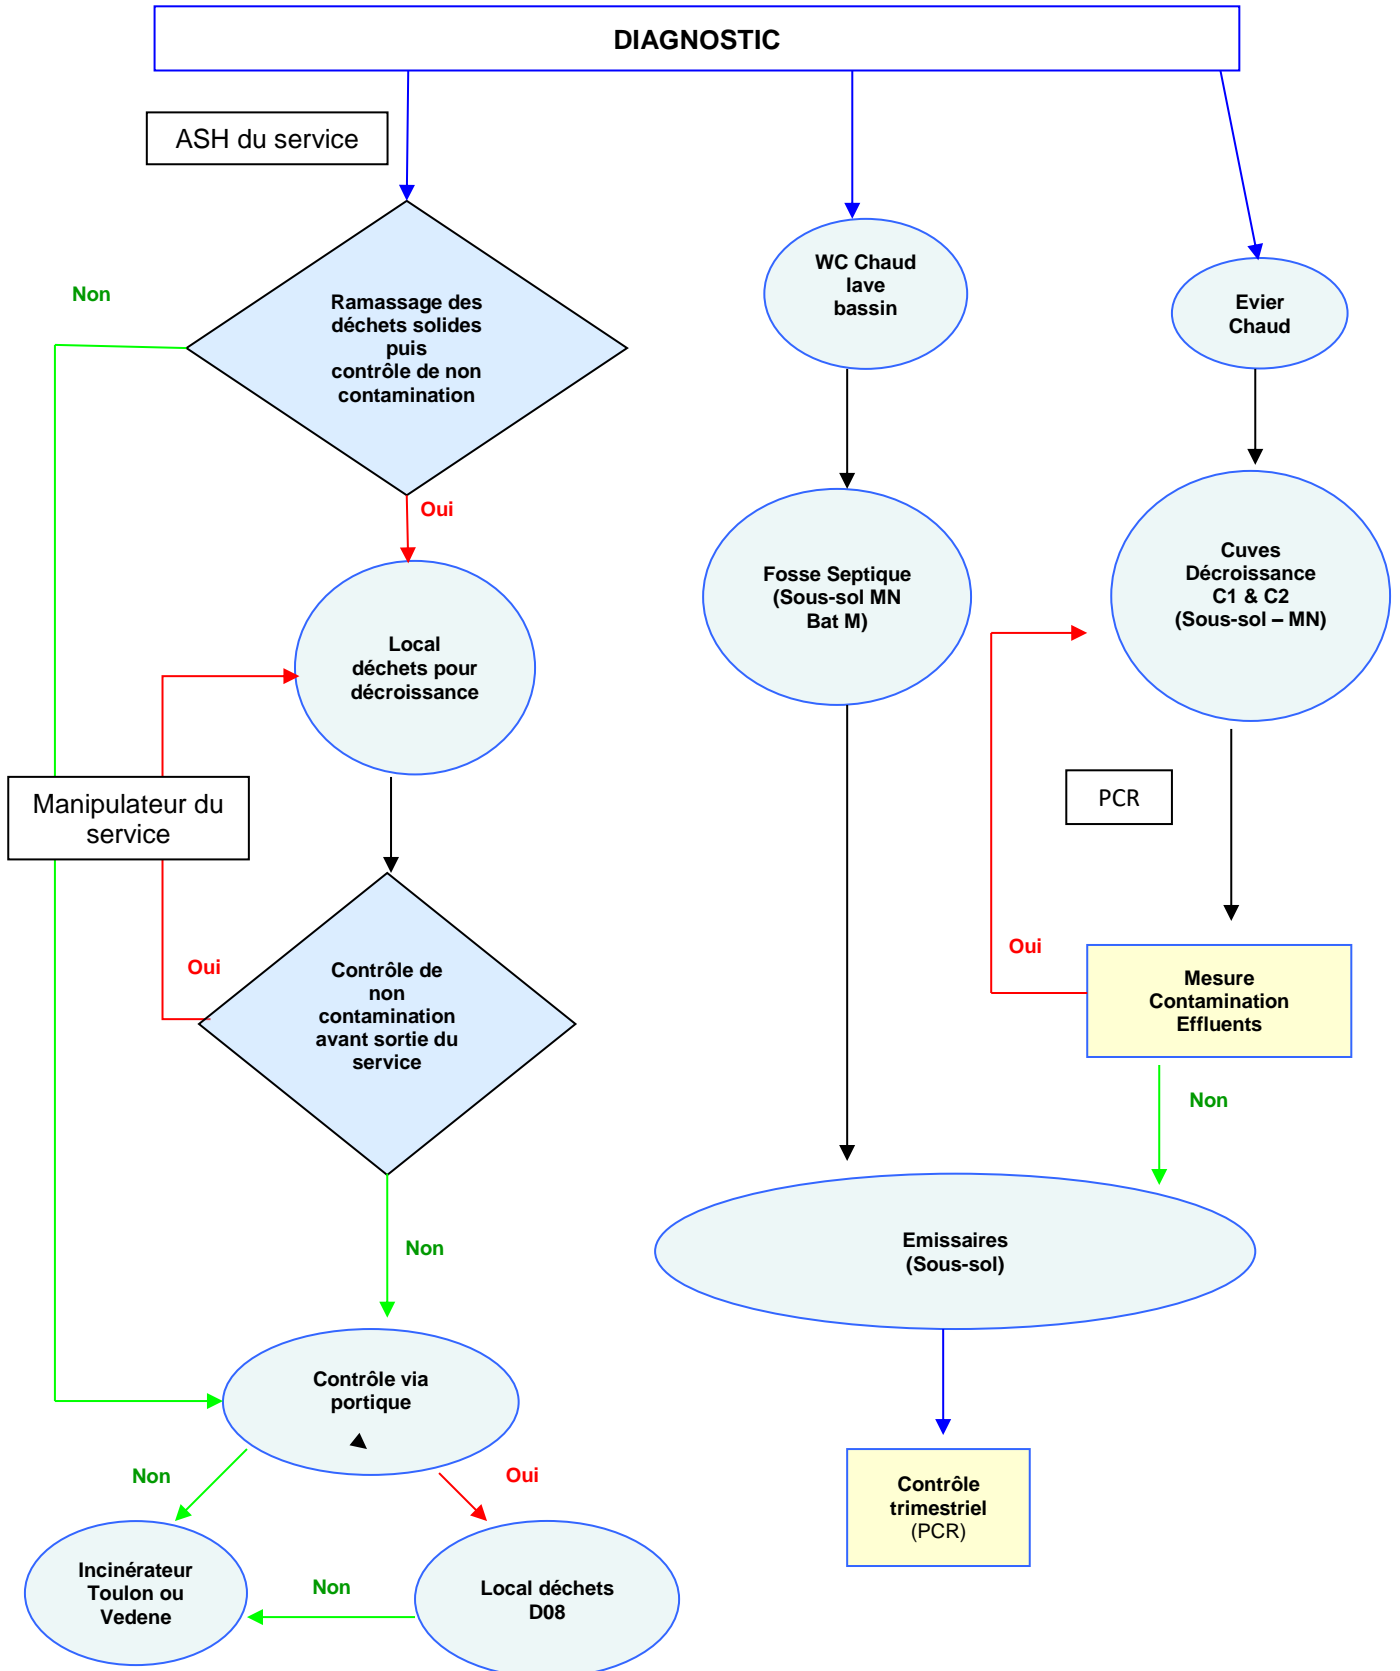 DIAGNOSTIC
ASH du service
Non
Ramassage des
déchets solides
puis
contrôle de non
contamination
WC Chaud
lave
bassin
Evier
Chaud
Oui
Fosse Septique
(Sous-sol MN
Bat M)
Cuves
Décroissance
C1 & C2
(Sous-sol – MN)
Local
déchets pour
décroissance
Manipulateur du
service
PCR
Oui
Contrôle de
non
contamination
avant sortie du
service
Oui
Mesure
Contamination
Effluents
Non
Non
Emissaires
(Sous-sol)
Contrôle via
portique
Non
Oui
Contrôle
trimestriel
(PCR)
Incinérateur
Toulon ou
Vedene
Non
Local déchets
D08